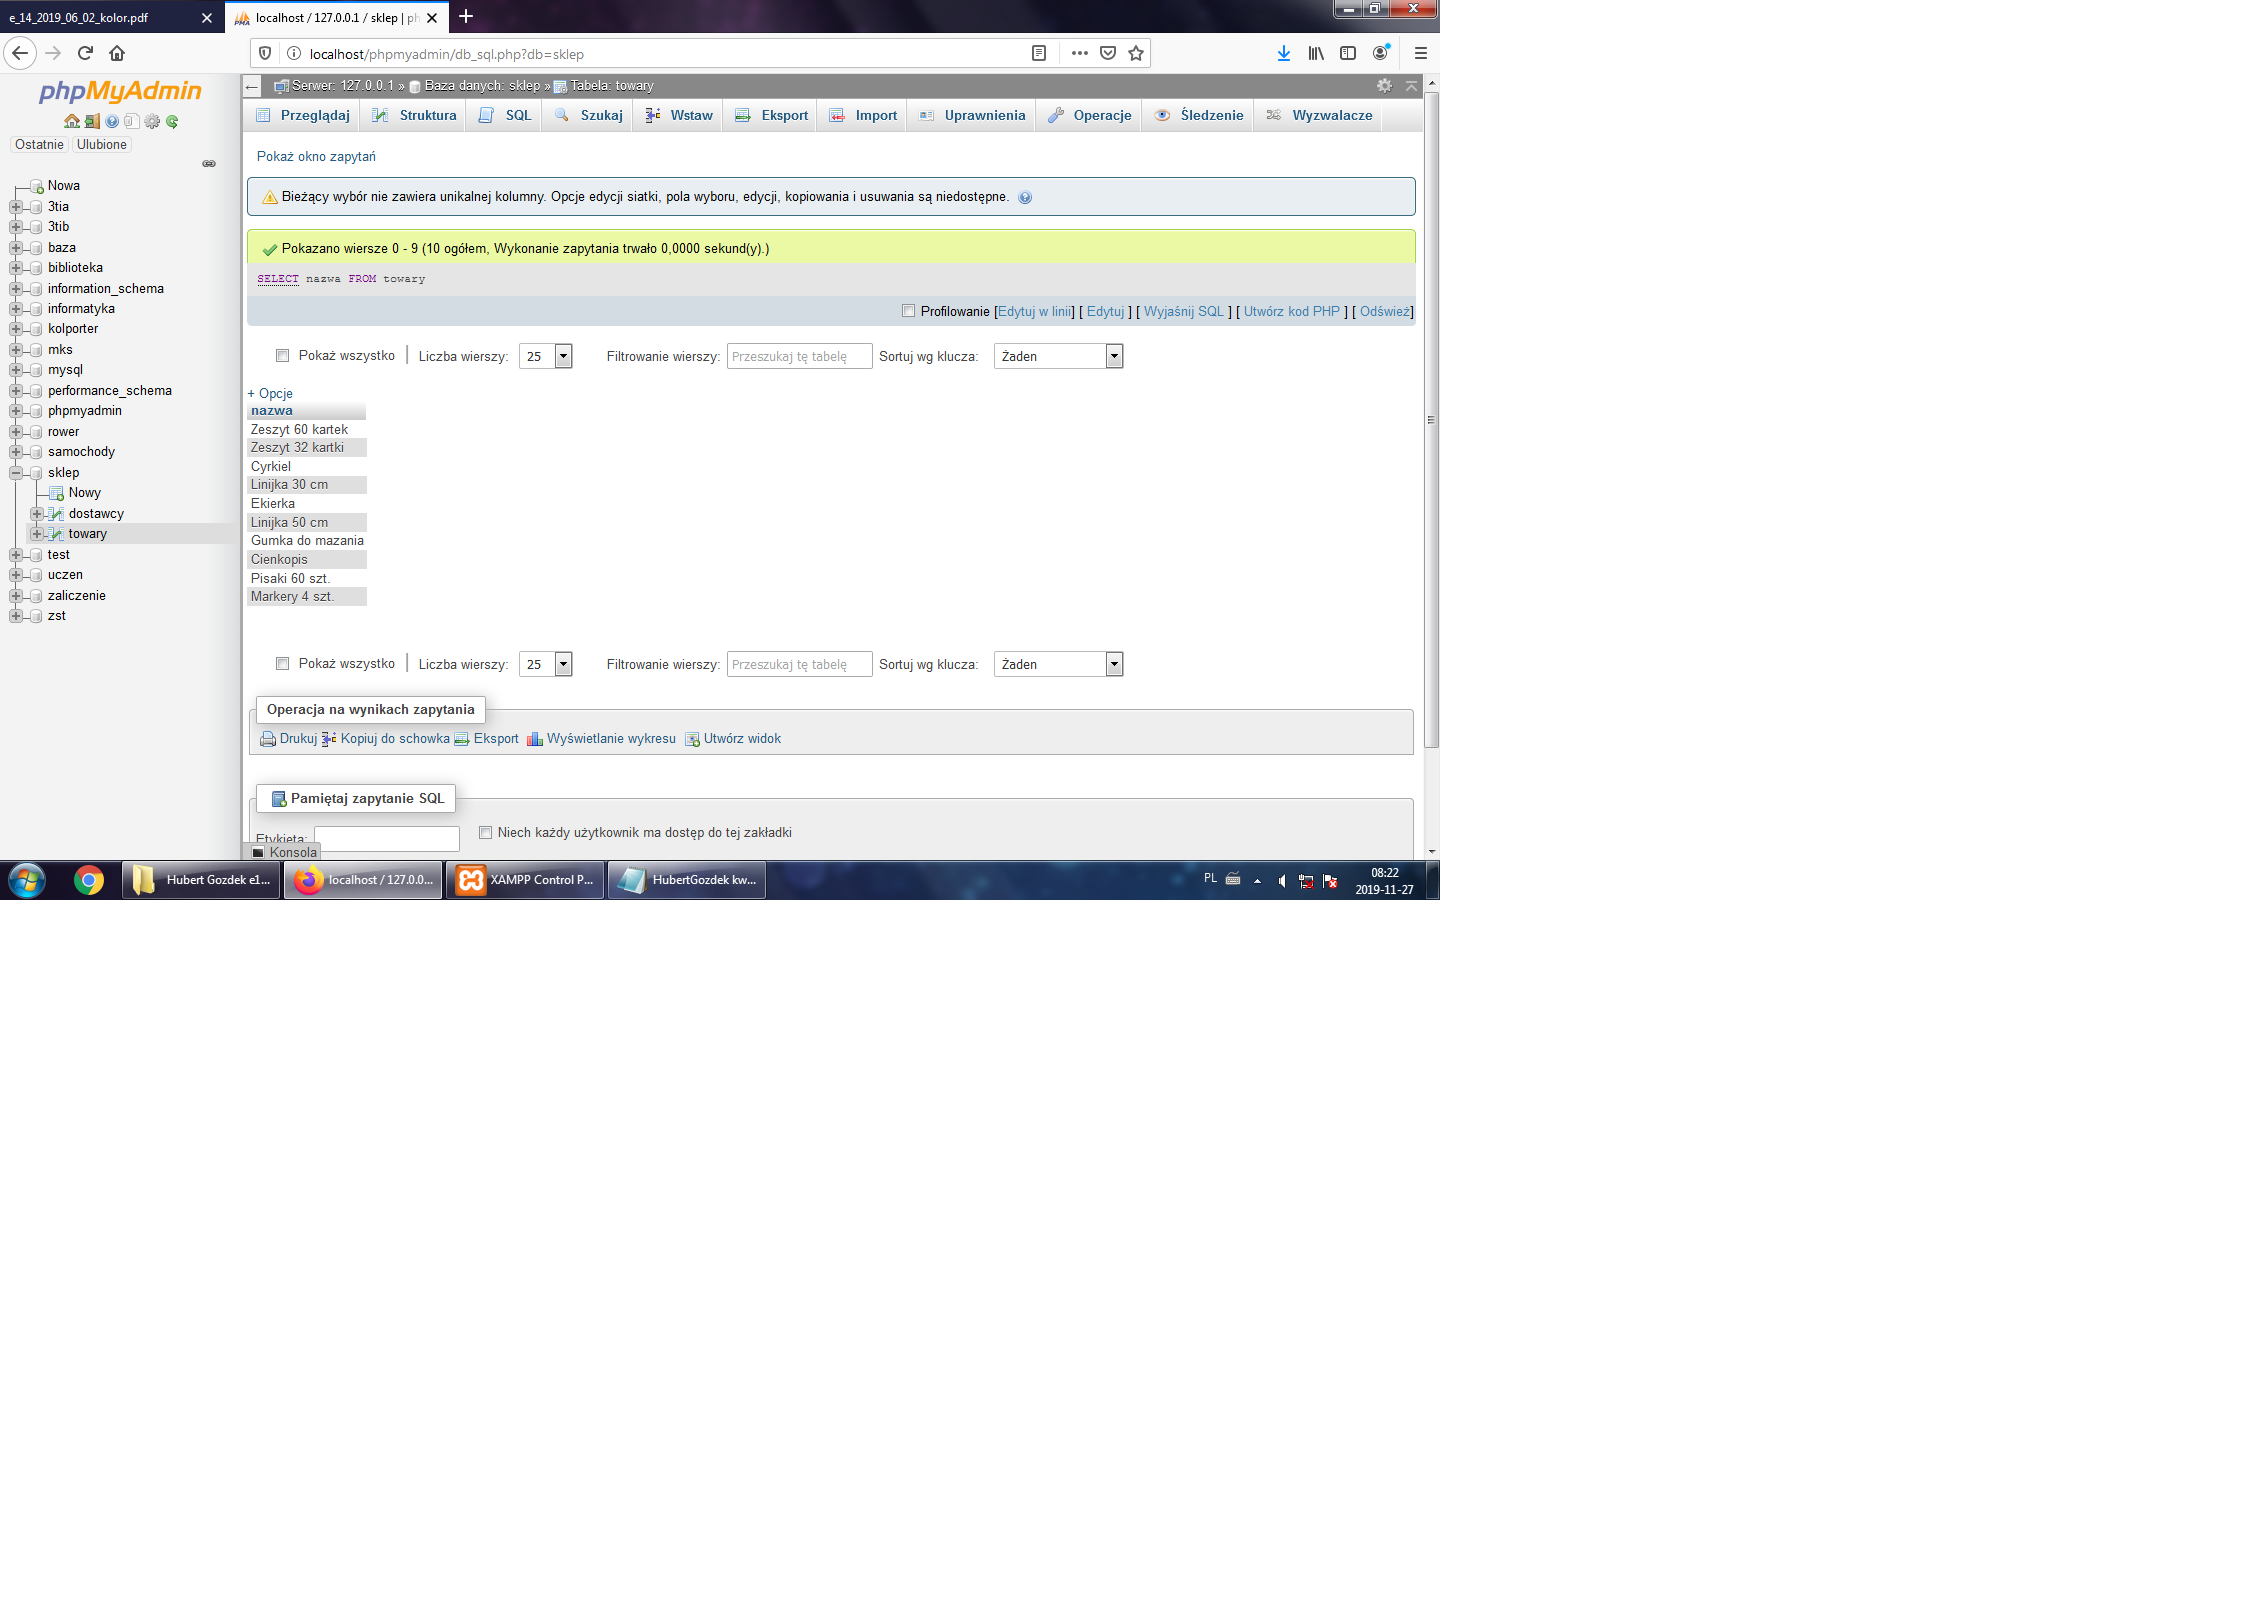 e_14_2019_06_02_kolor.pdf
localhost / 127.0.0.1 / sklep | ph
localhost/phpmyadmin/db_sql.php?db=sklep
phpMyAdmin
Ostatnie Ulubione
Nowa
3tia
3tib
baza
biblioteka
information_schema
informatyka
kolporter
mks
mysql
performance_schema
phpmyadmin
rower
samochody
sklep
Nowy
dostawcy
towary
test
uczen
zaliczenie
zst
Serwer: 127.0.0.1 » Baza danych: sklep » Tabela: towary
Przeglądaj Struktura SQL Szukaj Wstaw Eksport Import Uprawnienia Operacje Śledzenie Wyzwalacze
Pokaż okno zapytań
Bieżący wybór nie zawiera unikalnej kolumny. Opcje edycji siatki, pola wyboru, edycji, kopiowania i usuwania są niedostępne.
Pokazano wiersze 0 - 9 (10 ogółem, Wykonanie zapytania trwało 0,0000 sekund(y).)
SELECT nazwa FROM towary
Profilowanie [Edytuj w linii] [ Edytuj ] [ Wyjaśnij SQL ] [ Utwórz kod PHP ] [ Odśwież]
Pokaż wszystko | Liczba wierszy: 25 Filtrowanie wierszy: Przeszukaj tę tabelę Sortuj wg klucza: Żaden
+ Opcje
nazwa
Zeszyt 60 kartek
Zeszyt 32 kartki
Cyrkiel
Linijka 30 cm
Ekierka
Linijka 50 cm
Gumka do mazania
Cienkopis
Pisaki 60 szt.
Markery 4 szt.
Pokaż wszystko | Liczba wierszy: 25 Filtrowanie wierszy: Przeszukaj tę tabelę Sortuj wg klucza: Żaden
Operacja na wynikach zapytania
Drukuj Kopiuj do schowka Eksport Wyświetlanie wykresu Utwórz widok
Pamiętaj zapytanie SQL
Etykieta: Niech każdy użytkownik ma dostęp do tej zakładki
Konsola
Hubert Gozdek e1... localhost / 127.0.0... XAMPP Control P... HubertGozdek kw... PL 08:22
2019-11-27